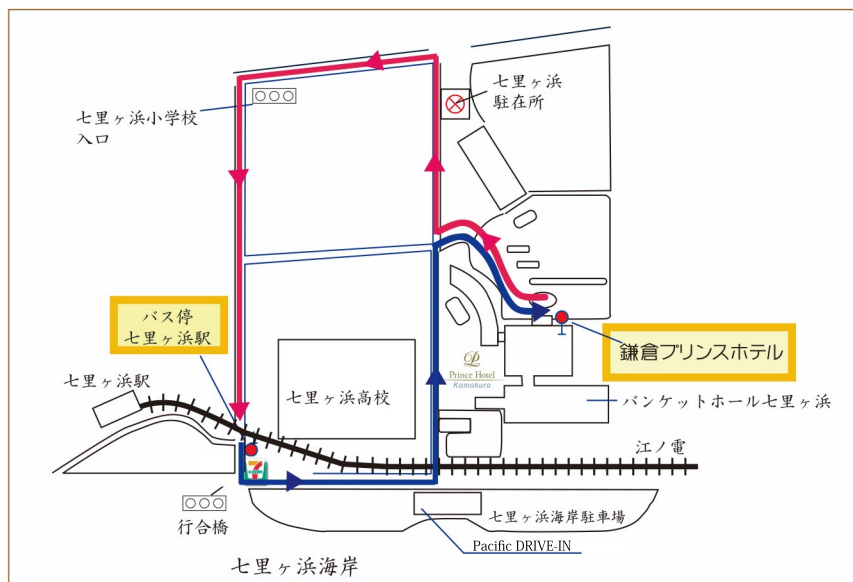 七里ヶ浜
駐在所
七里ヶ浜小学校
入口
バス停
七里ヶ浜駅
鎌倉プリンスホテル
七里ヶ浜駅
P
Prince Hotel
Kamakura
七里ヶ浜高校
バンケットホール七里ヶ浜
江ノ電
7
ELEVEN
行合橋
七里ヶ浜海岸駐車場
Pacific DRIVE-IN
七里ヶ浜海岸